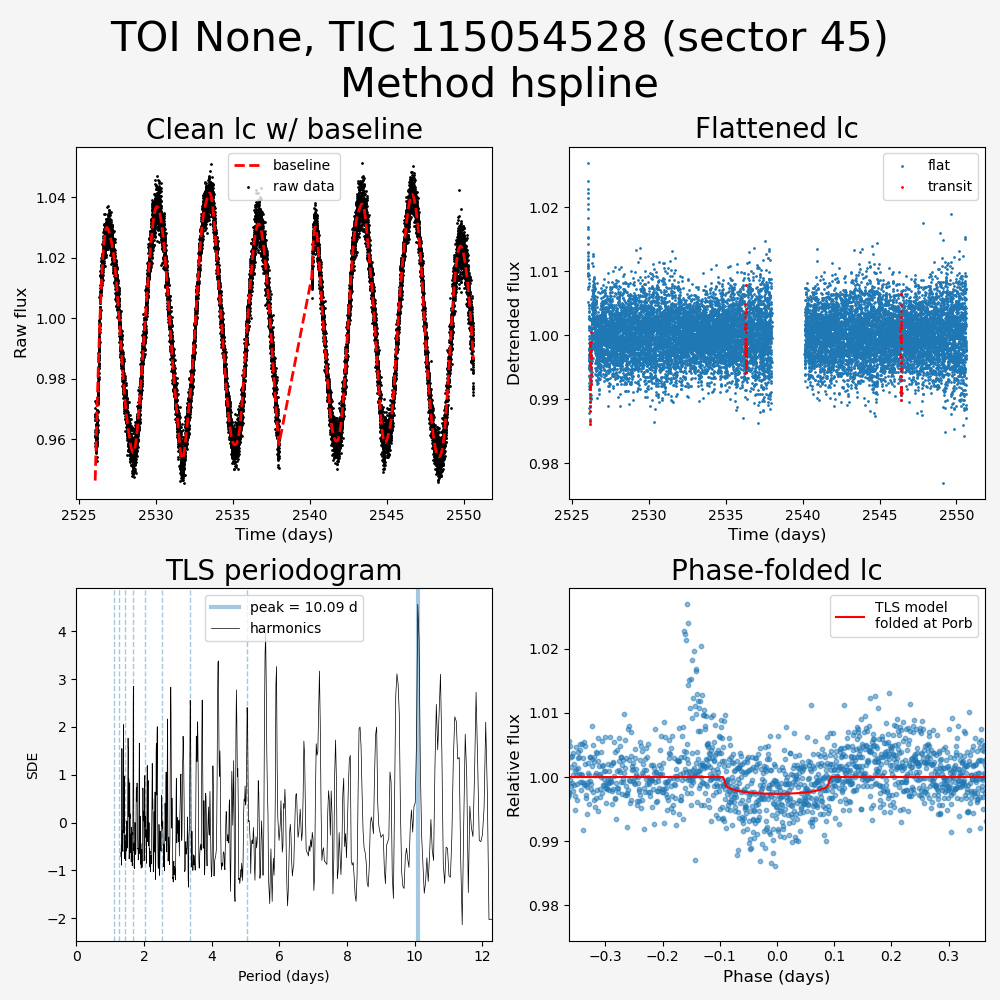 TOI None, TIC 115054528 (sector 45)
Method hspline
Clean lc w/ baseline
baseline
raw data
1.04
1.02
1.00
0.98
0.96
Raw flux
2525
2530
2535
2540
2545
2550
Time (days)
Flattened lc
flat
transit
1.02
1.01
1.00
0.99
0.98
Detrended flux
2525
2530
2535
2540
2545
2550
Time (days)
TLS periodogram
peak = 10.09 d
harmonics
4
3
2
1
0
−1
−2
SDE
0
2
4
6
8
10
12
Period (days)
Phase-folded lc
TLS model
folded at Porb
1.02
1.01
1.00
0.99
0.98
Relative flux
−0.3
−0.2
−0.1
0.0
0.1
0.2
0.3
Phase (days)